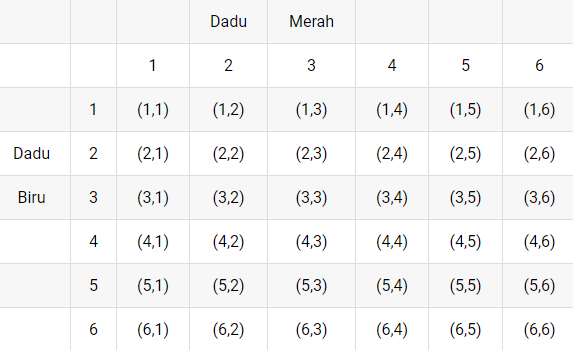 Dadu Merah
1 2 3 4 5 6
1 (1,1) (1,2) (1,3) (1,4) (1,5) (1,6)
Dadu 2 (2,1) (2,2) (2,3) (2,4) (2,5) (2,6)
Biru 3 (3,1) (3,2) (3,3) (3,4) (3,5) (3,6)
4 (4,1) (4,2) (4,3) (4,4) (4,5) (4,6)
5 (5,1) (5,2) (5,3) (5,4) (5,5) (5,6)
6 (6,1) (6,2) (6,3) (6,4) (6,5) (6,6)